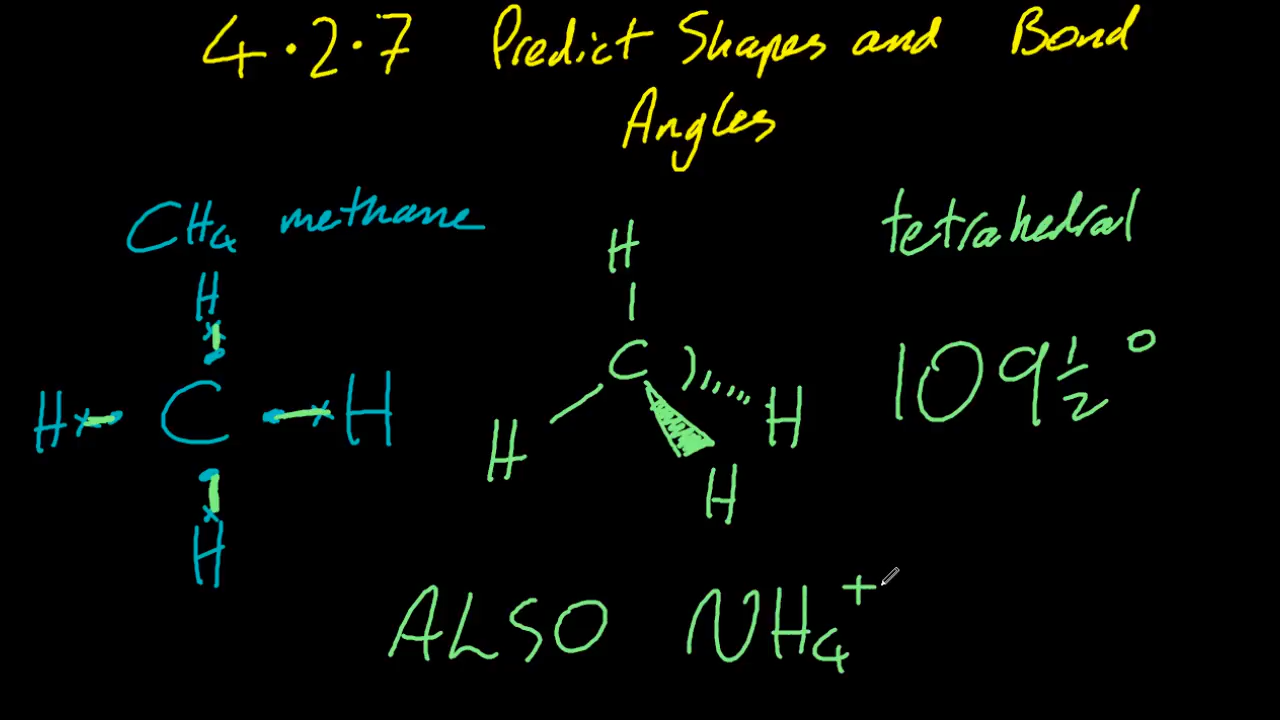 4.2.7 Predict Shapes and Bond
Angles
CH₄ methane
tetrahedral
H
H
C
H
H
H
C
H
H
H
109½°
ALSO NH₄⁺